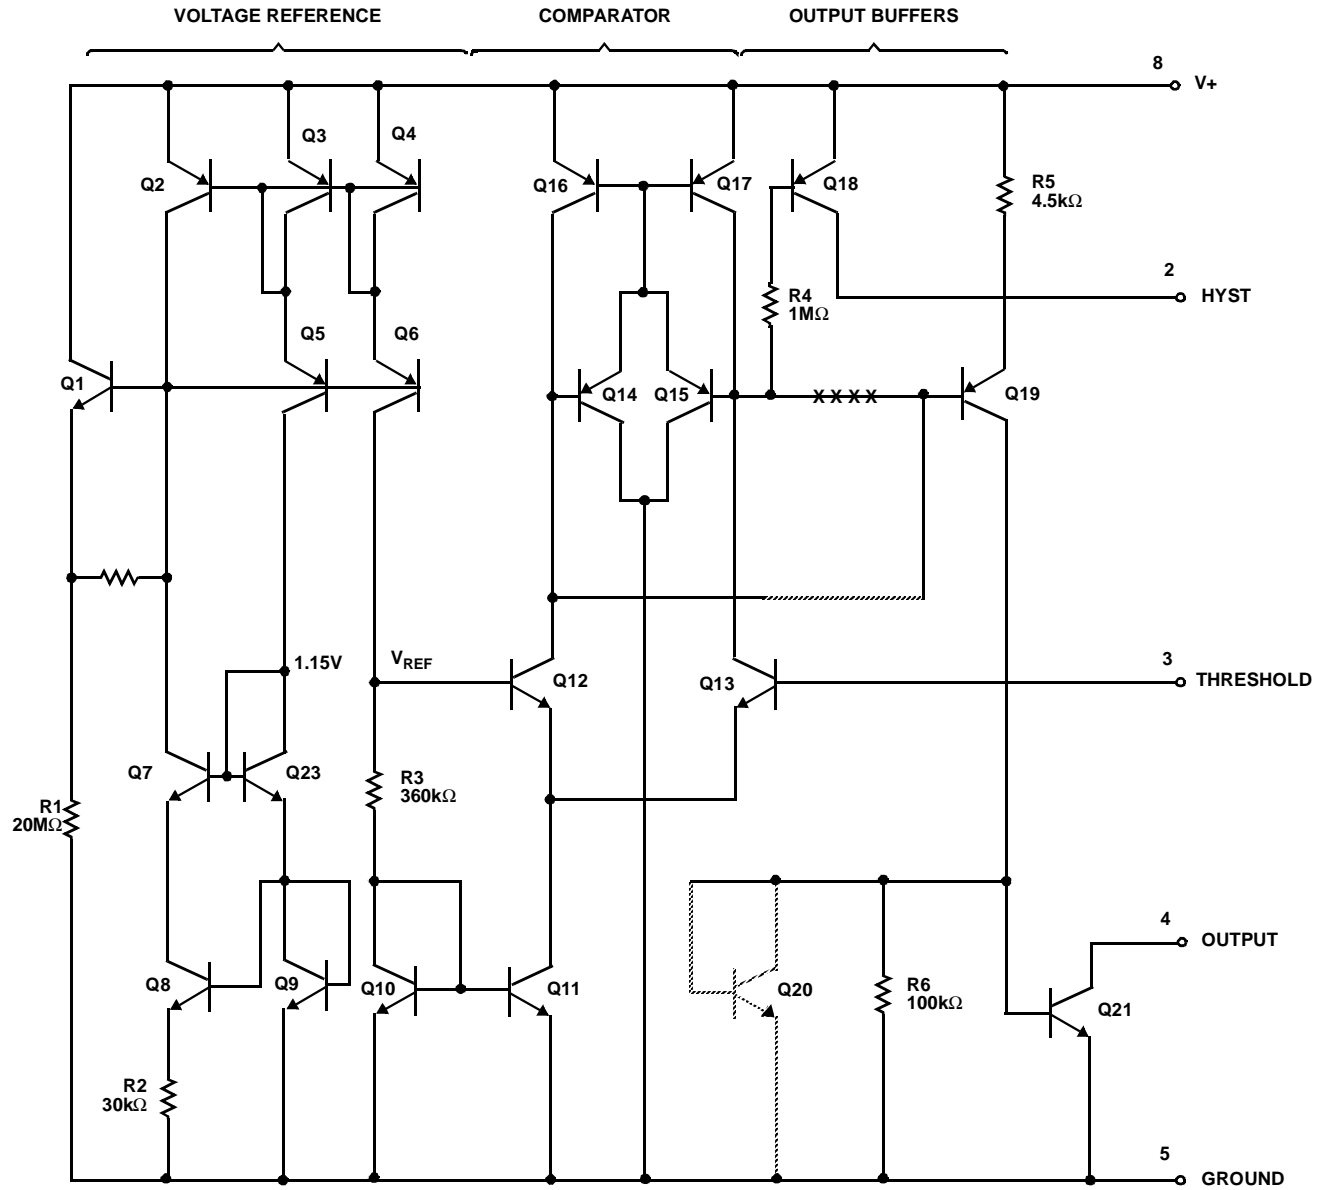 VOLTAGE REFERENCE COMPARATOR OUTPUT BUFFERS
8
V+
Q3 Q4
Q2 Q16 Q17 Q18
R5
4.5kΩ
2
HYST
R4
1MΩ
Q5 Q6
Q1 Q14 Q15 Q19
X X X X
1.15V
VREF
Q12 Q13
3
THRESHOLD
Q7 Q23
R3
360kΩ
R1
20MΩ
4
OUTPUT
Q8 Q9 Q10 Q11 Q20
R6
100kΩ
Q21
R2
30kΩ
5
GROUND